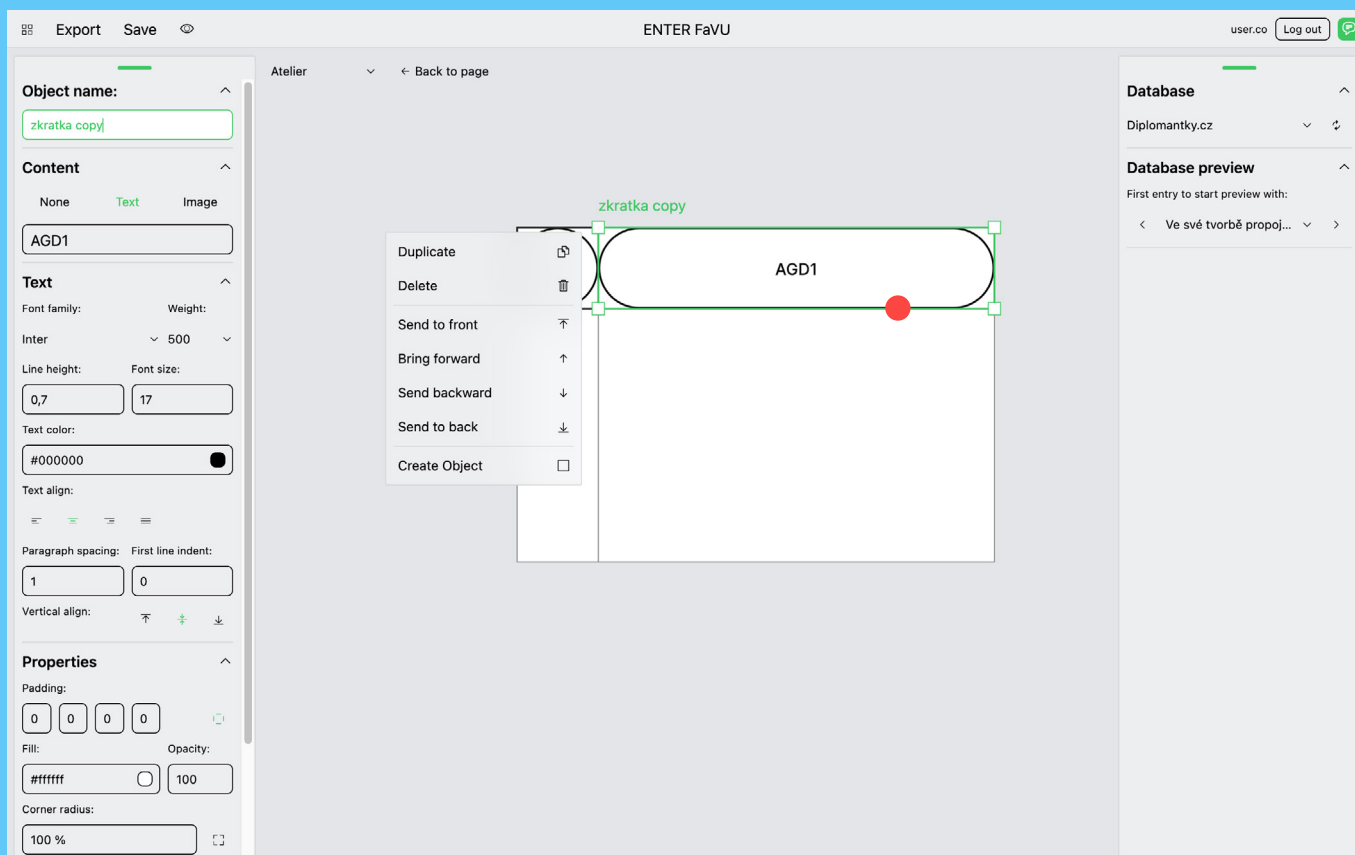 Export Save ENTER FaVU user.co Log out
Atelier ← Back to page
Object name:
zkratka copy
Content
None Text Image
AGD1
Text
Font family: Weight:
Inter 500
Line height: Font size:
0,7 17
Text color:
#000000
Text align:
Paragraph spacing: First line indent:
1 0
Vertical align:
Properties
Padding:
0 0 0 0
Fill: Opacity:
#ffffff 100
Corner radius:
100 %
zkratka copy
AGD1
Duplicate
Delete
Send to front
Bring forward
Send backward
Send to back
Create Object
Database
Diplomantky.cz
Database preview
First entry to start preview with:
Ve své tvorbě propoj...